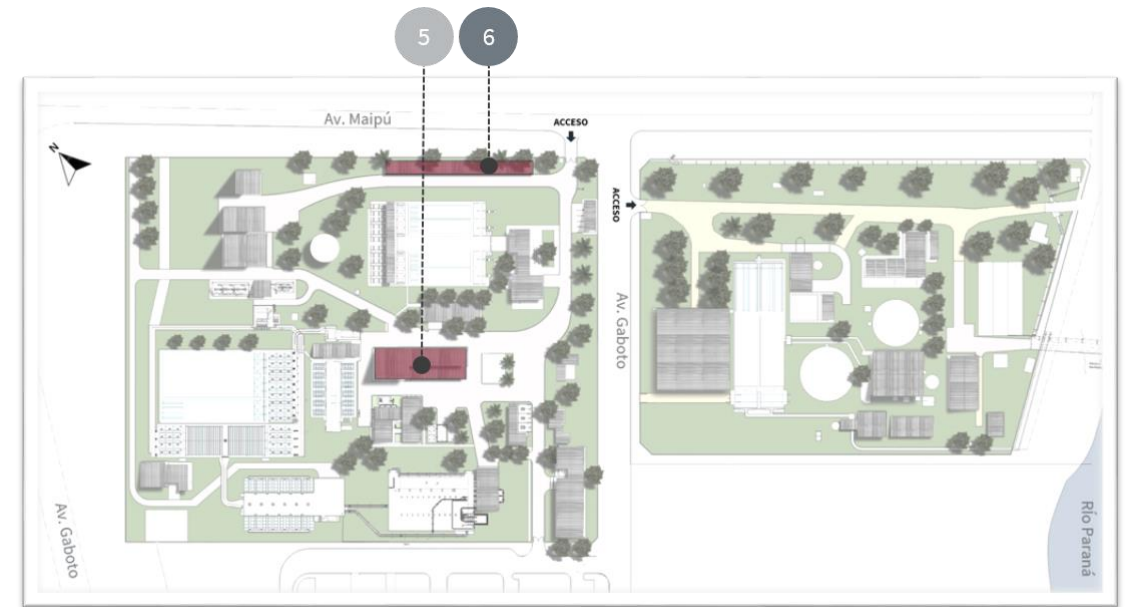 5
6
Av. Maipú
ACCESO
N
ACCESO
Av. Gaboto
Av. Gaboto
Río Paraná